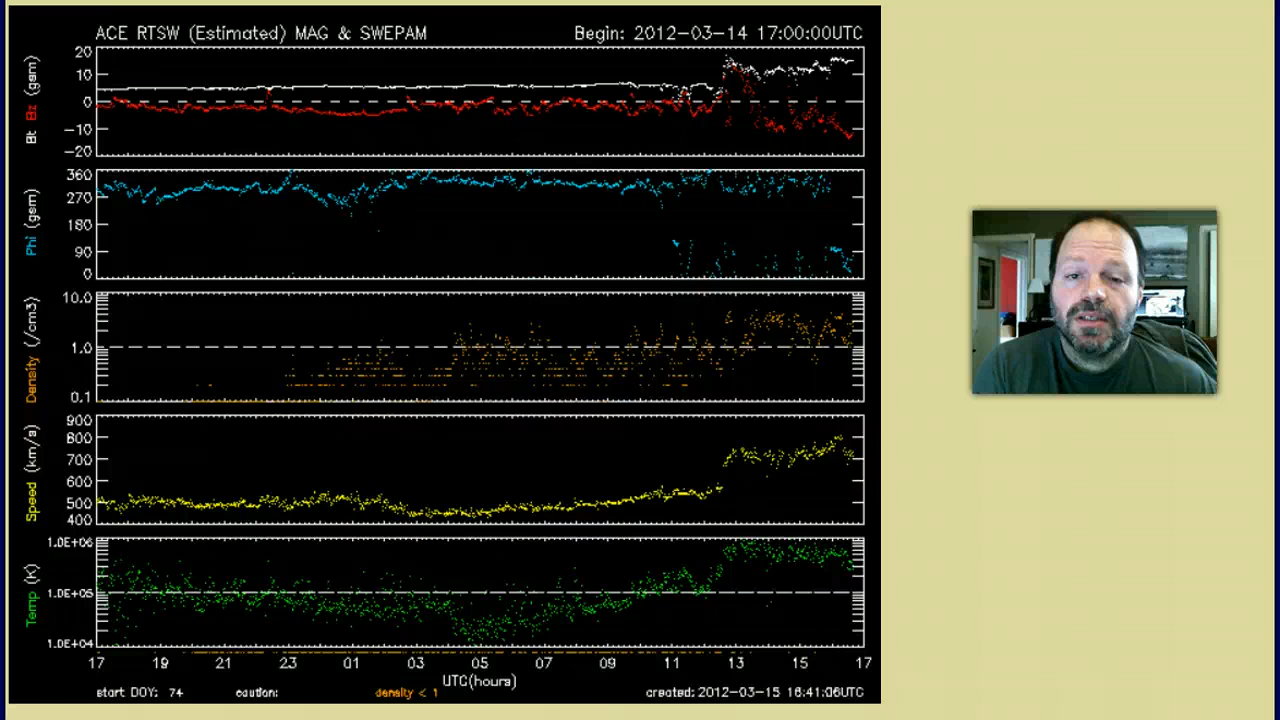 ACE RTSW (Estimated) MAG & SWEPAM
Begin: 2012-03-14 17:00:00UTC
Bt Bz (gsm)
20
10
0
-10
-20
Phi (gsm)
360
270
180
90
0
Density (/cm3)
10.0
1.0
0.1
Speed (km/s)
900
800
700
600
500
400
Temp (K)
1.0E+06
1.0E+05
1.0E+04
17 19 21 23 01 03 05 07 09 11 13 15 17
UTC(hours)
start DOY: 74 caution: density < 1 created: 2012-03-15 16:41:06UTC